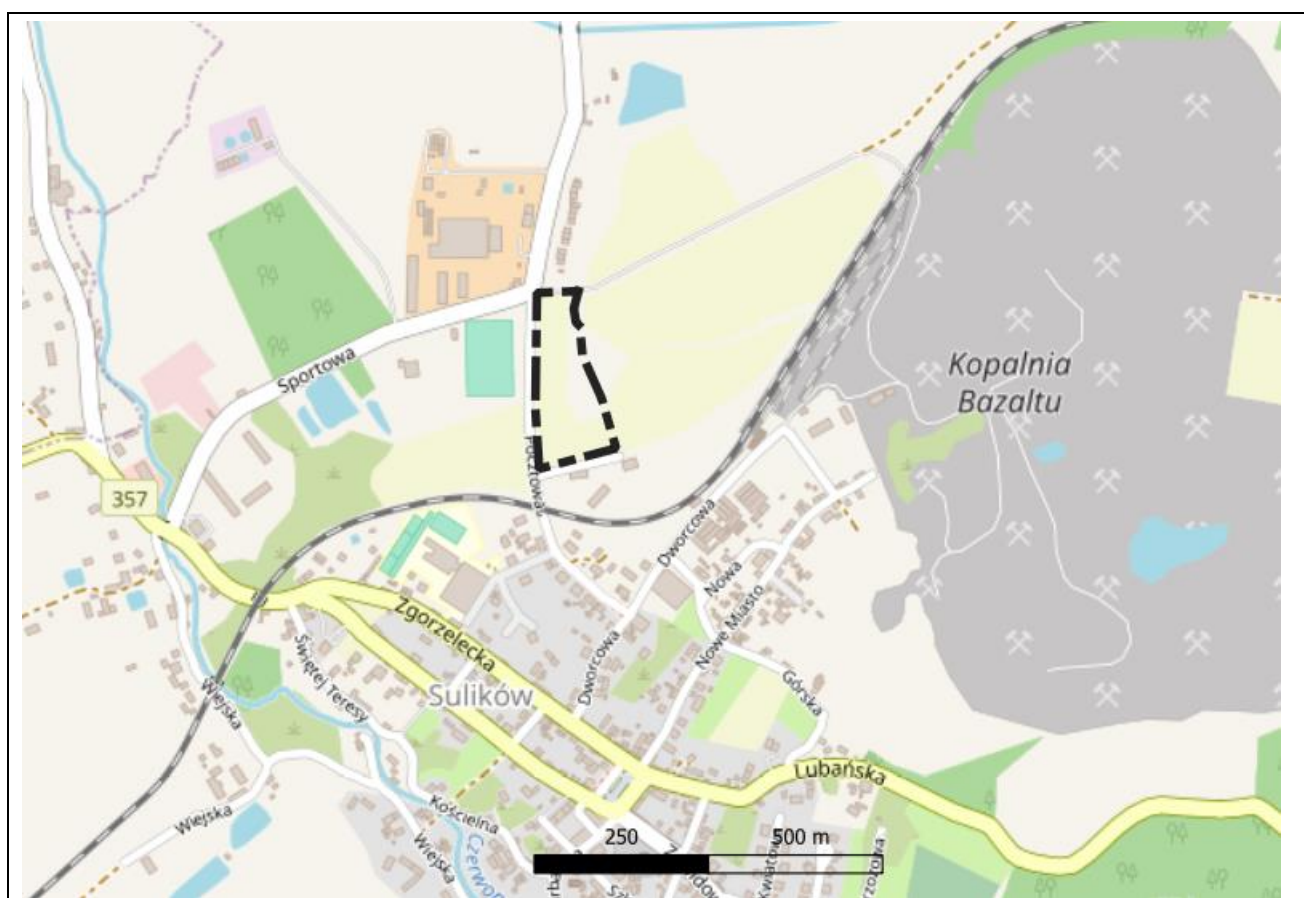 Kopalnia
Bazaltu
Sportowa
Pocztowa
357
Dworcowa
Nowa
Nowe Miasto
Zgorzelecka
Świętej Teresy
Dworcowa
Górska
Wiejska
Sulików
Lubańska
Kościelna
Wiejska
Wiejska
250
500 m